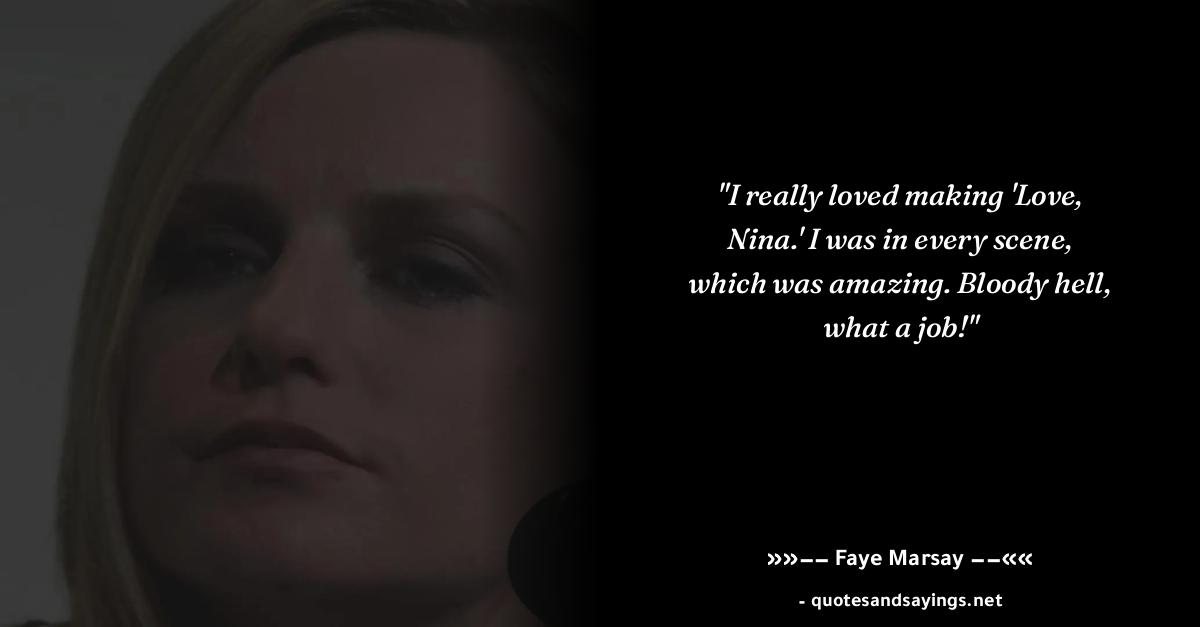 "I really loved making 'Love,
Nina.' I was in every scene,
which was amazing. Bloody hell,
what a job!"
»»−− Faye Marsay −−««
- quotesandsayings.net